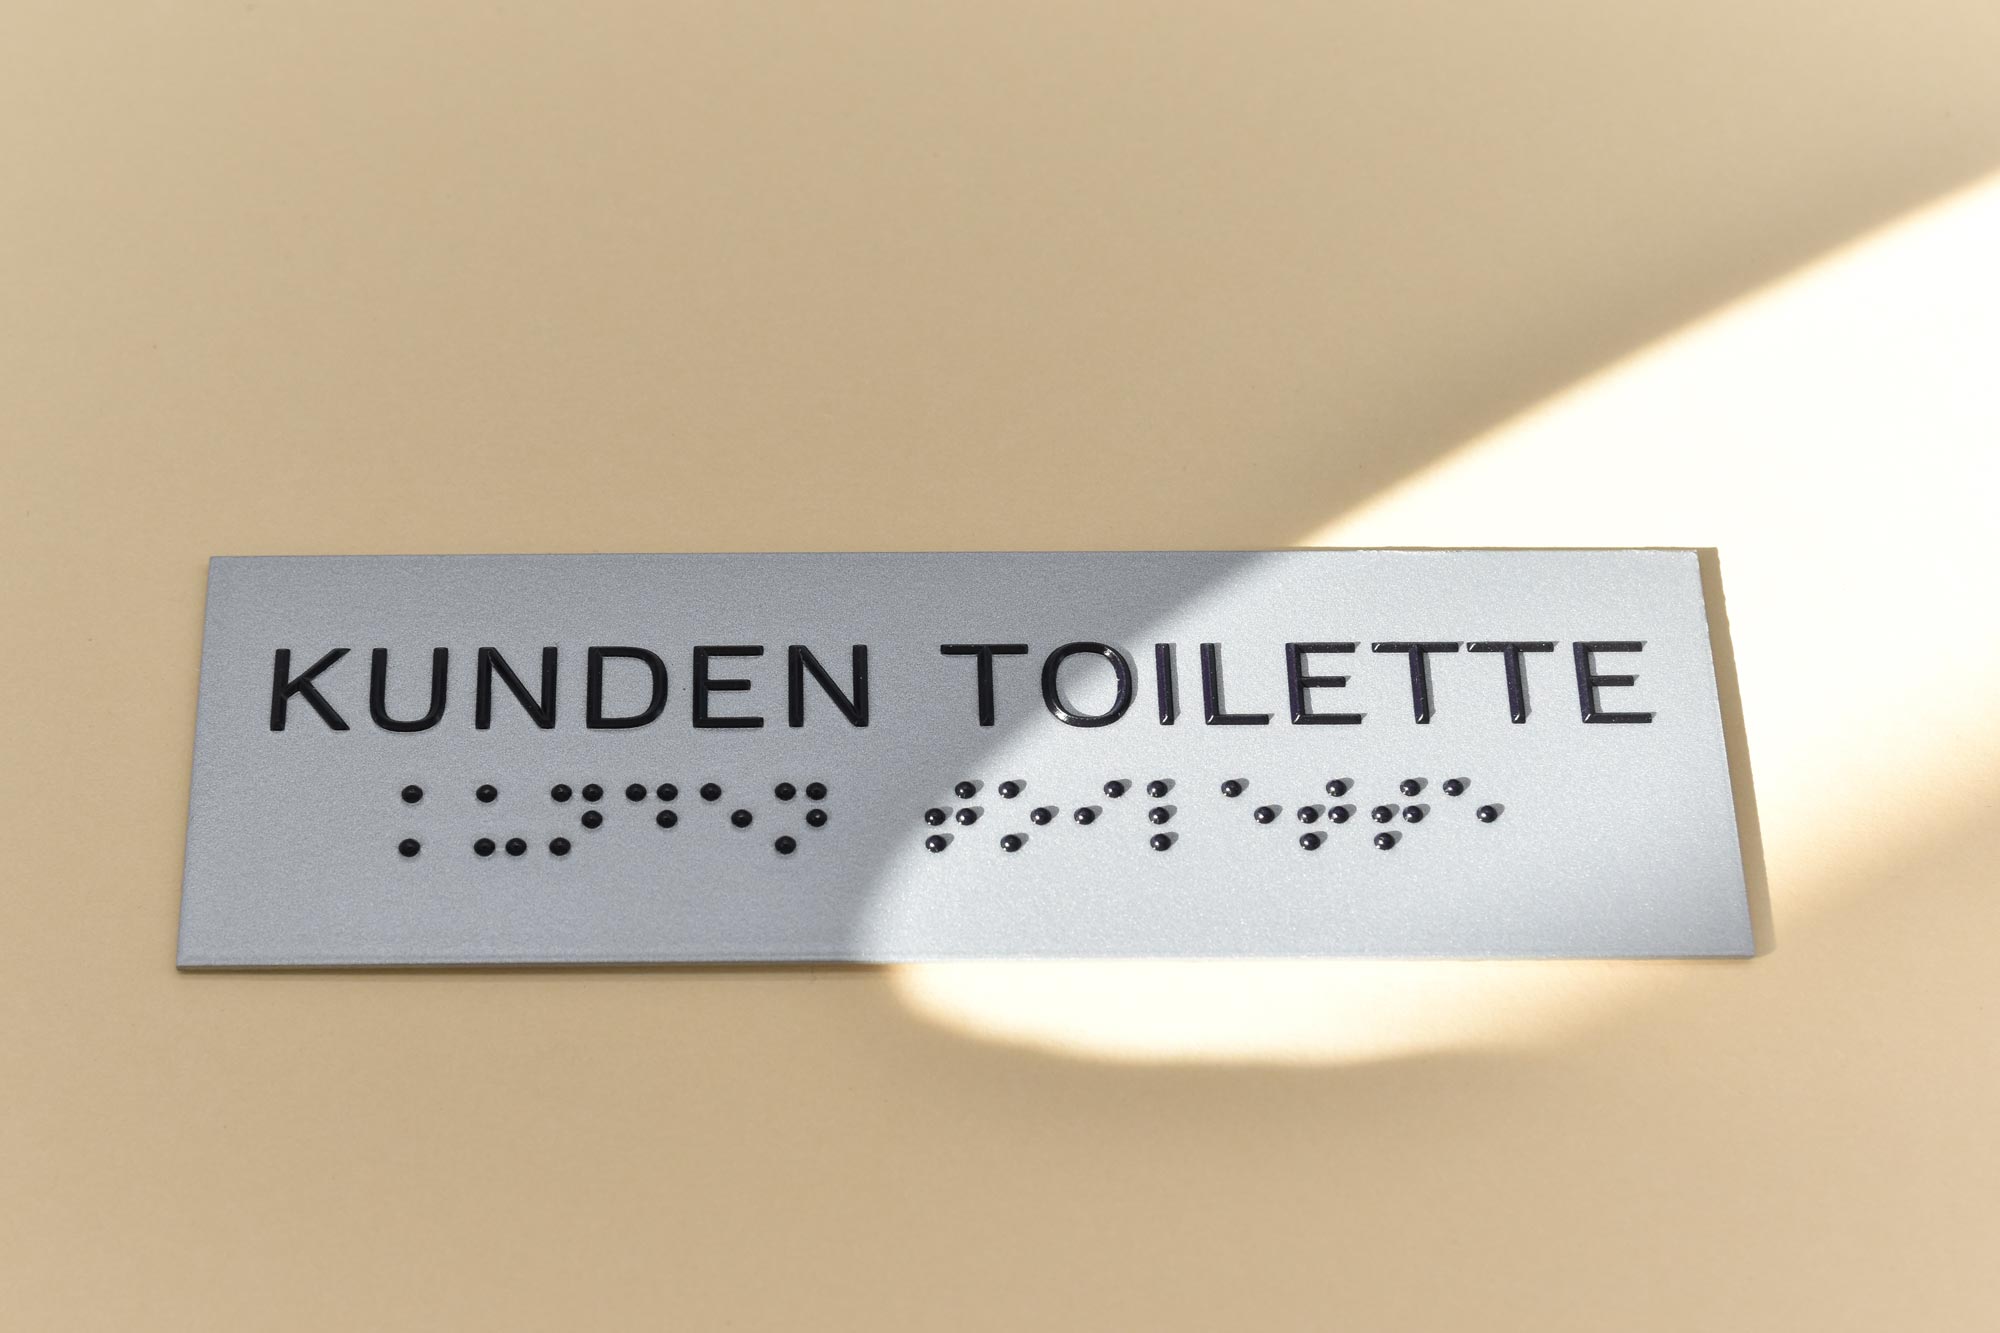 KUNDEN TOILETTE
⠅⠥⠝⠙⠑⠝ ⠞⠕⠊⠇⠑⠞⠞⠑